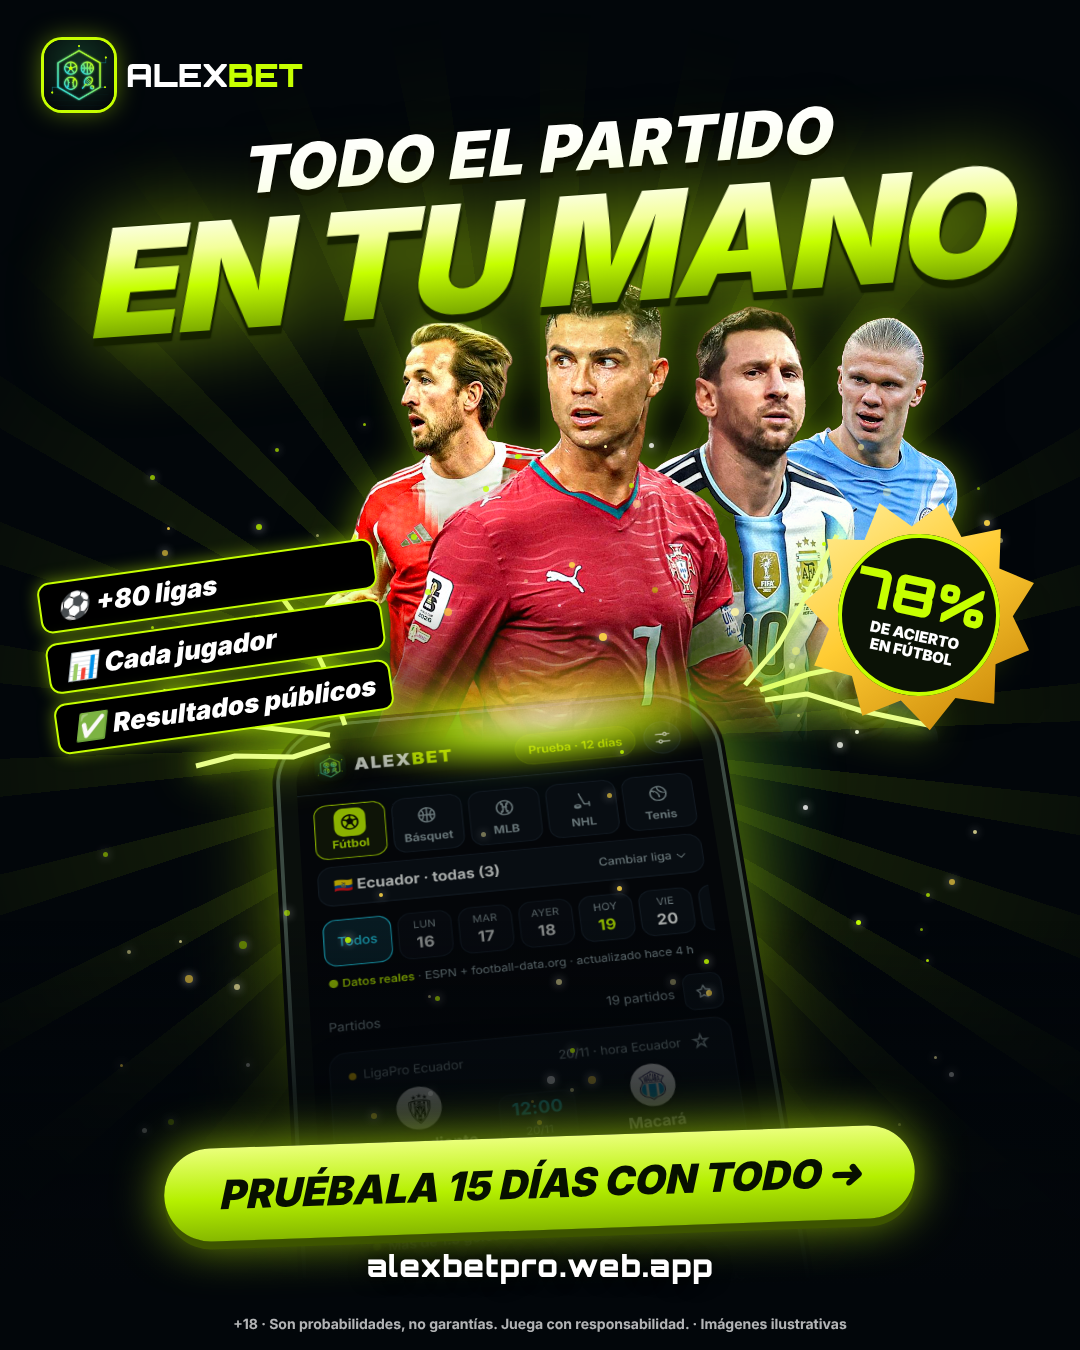 ALEXBET
TODO EL PARTIDO
EN TU MANO
⚽ +80 ligas
📊 Cada jugador
✅ Resultados públicos
7
10
78%
DE ACIERTO
EN FÚTBOL
ALEXBET
Prueba · 12 días
Fútbol
Básquet
MLB
NHL
Tenis
🇪🇨 Ecuador · todas (3)
Cambiar liga
Todos
LUN
16
MAR
17
AYER
18
HOY
19
VIE
20
Datos reales · ESPN + football-data.org · actualizado hace 4 h
Partidos
19 partidos
LigaPro Ecuador
20/11 · hora Ecuador
12:00
Macará
PRUÉBALA 15 DÍAS CON TODO ➜
alexbetpro.web.app
+18 · Son probabilidades, no garantías. Juega con responsabilidad. · Imágenes ilustrativas